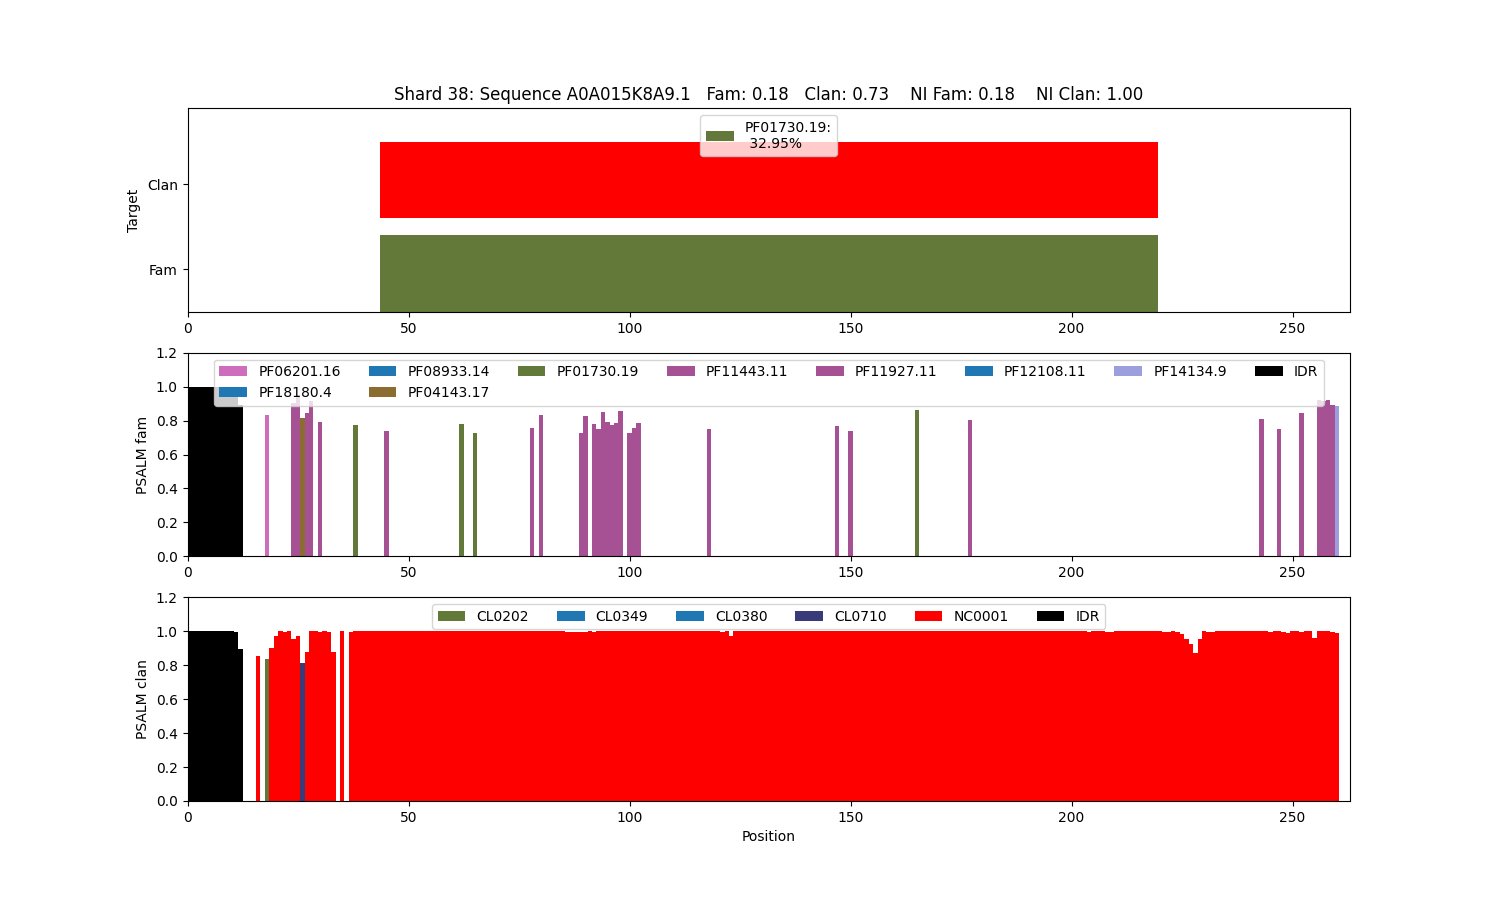 Shard 38: Sequence A0A015K8A9.1 Fam: 0.18 Clan: 0.73 NI Fam: 0.18 NI Clan: 1.00
PF01730.19:
32.95%
Target
Clan
Fam
0 50 100 150 200 250
PSALM fam
1.2
1.0
0.8
0.6
0.4
0.2
0.0
PF06201.16 PF08933.14 PF01730.19 PF11443.11 PF11927.11 PF12108.11 PF14134.9 IDR
PF18180.4 PF04143.17
0 50 100 150 200 250
PSALM clan
1.2
1.0
0.8
0.6
0.4
0.2
0.0
CL0202 CL0349 CL0380 CL0710 NC0001 IDR
0 50 100 150 200 250
Position